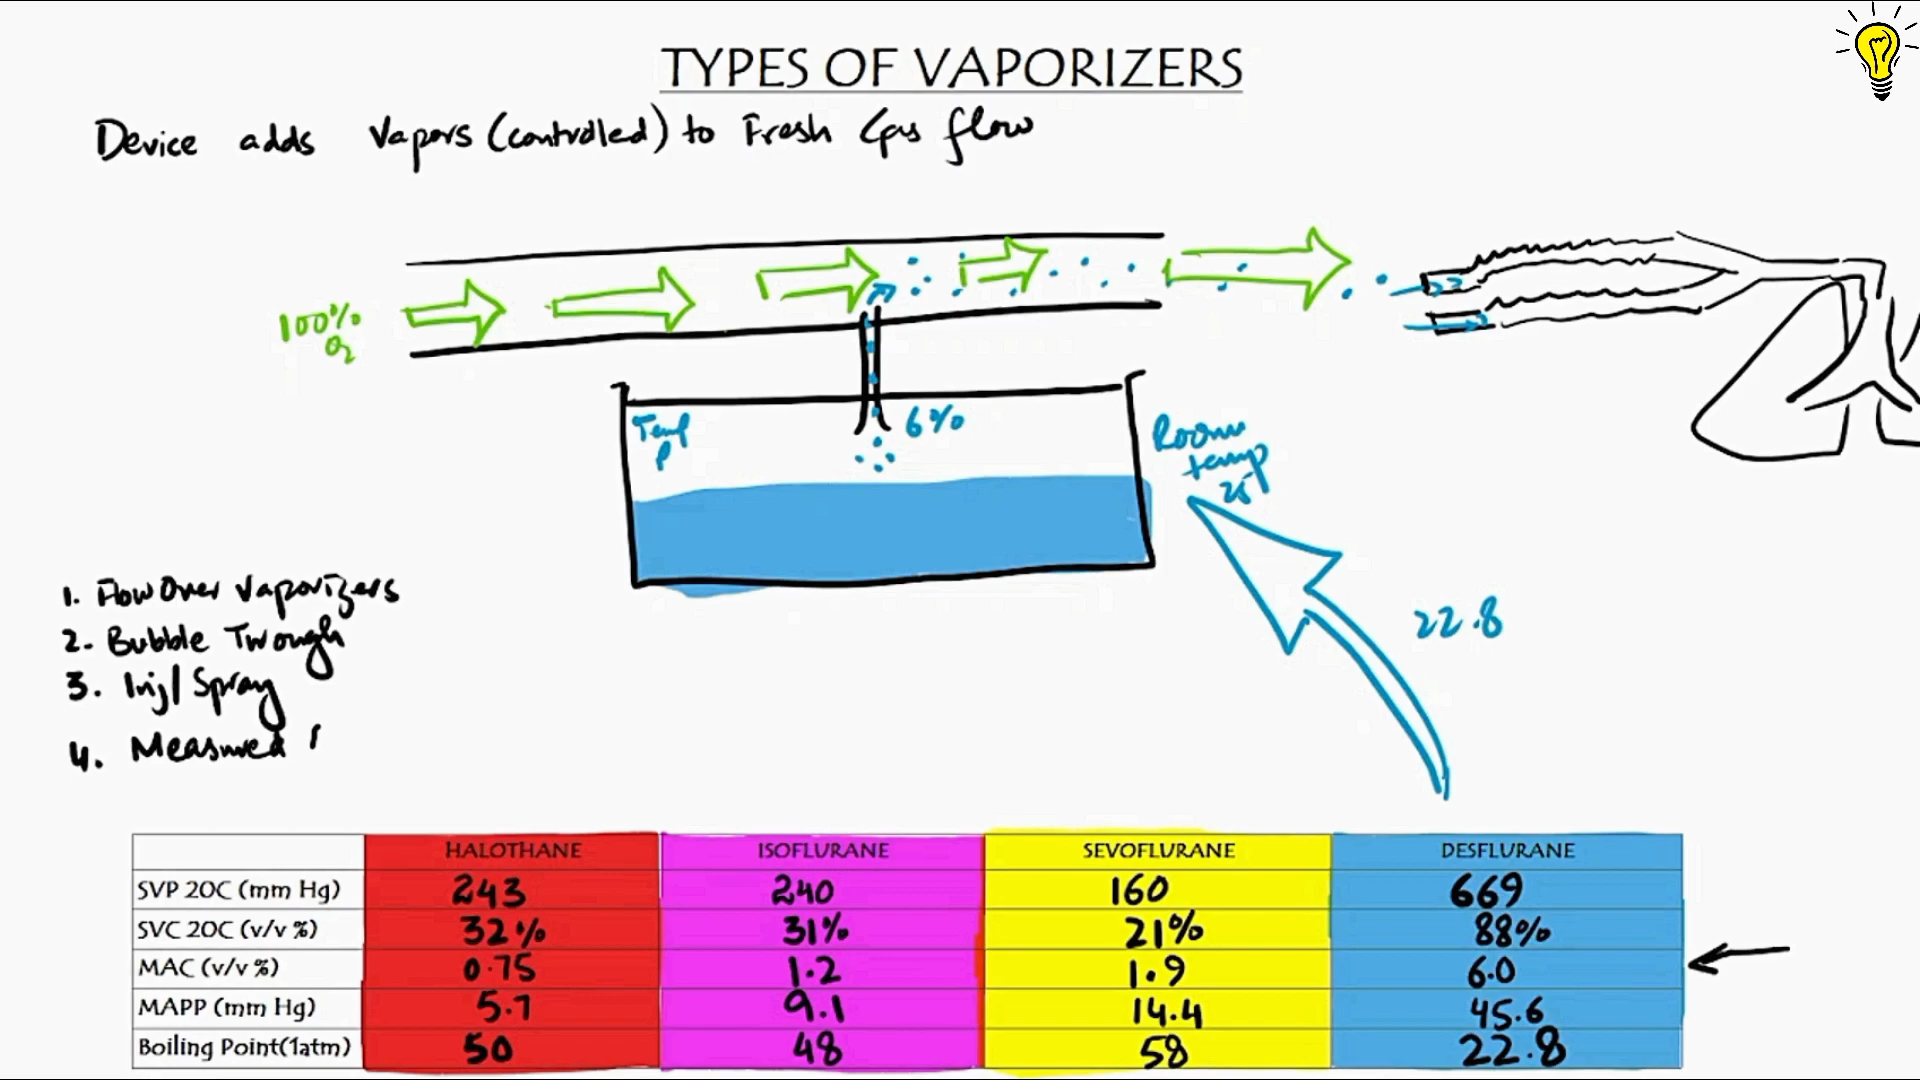 TYPES OF VAPORIZERS
Device adds Vapors (controlled) to Fresh Gas flow
100%
O2
Temp
P
6%
Room
temp
25
22.8
1. Flow Over Vaporizers
2. Bubble Through
3. Inj/Spray
4. Measured
HALOTHANE ISOFLURANE SEVOFLURANE DESFLURANE
SVP 20C (mm Hg) 243 240 160 669
SVC 20C (v/v %) 32% 31% 21% 88%
MAC (v/v %) 0.75 1.2 1.9 6.0
MAPP (mm Hg) 5.7 9.1 14.4 45.6
Boiling Point(1atm) 50 48 58 22.8